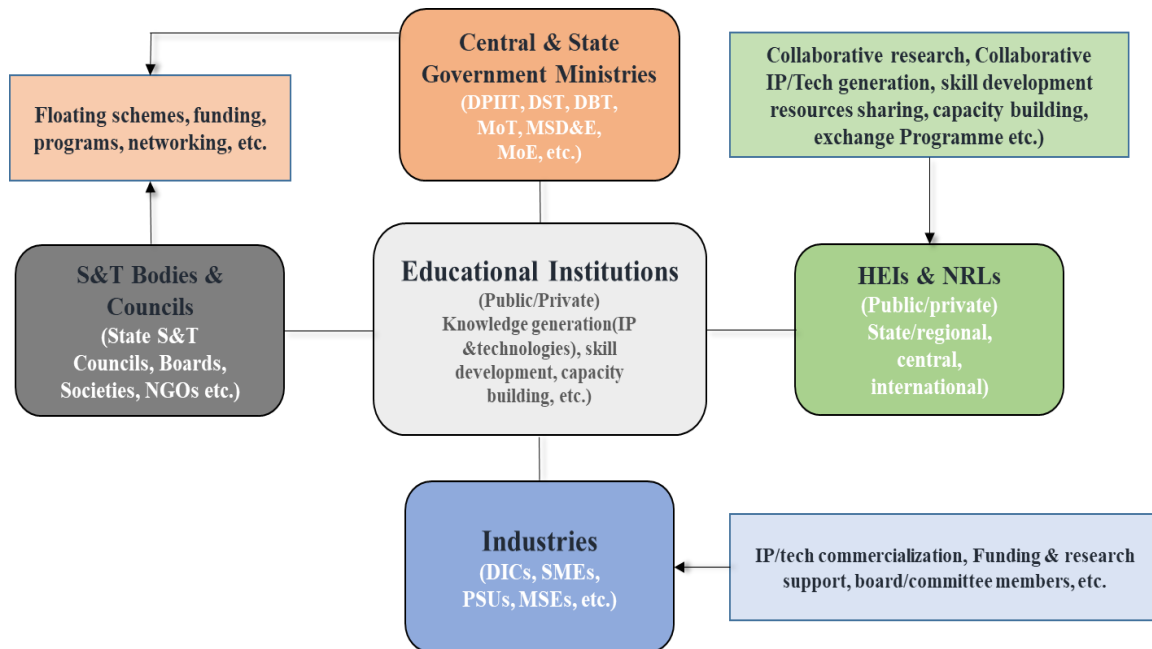 Central & State
Government Ministries
(DPIIT, DST, DBT,
MoT, MSD&E,
MoE, etc.)
Collaborative research, Collaborative
IP/Tech generation, skill development
resources sharing, capacity building,
exchange Programme etc.)
Floating schemes, funding,
programs, networking, etc.
S&T Bodies &
Councils
(State S&T
Councils, Boards,
Societies, NGOs etc.)
Educational Institutions
(Public/Private)
Knowledge generation(IP
&technologies), skill
development, capacity
building, etc.)
HEIs & NRLs
(Public/private)
State/regional,
central,
international)
Industries
(DICs, SMEs,
PSUs, MSEs, etc.)
IP/tech commercialization, Funding & research
support, board/committee members, etc.